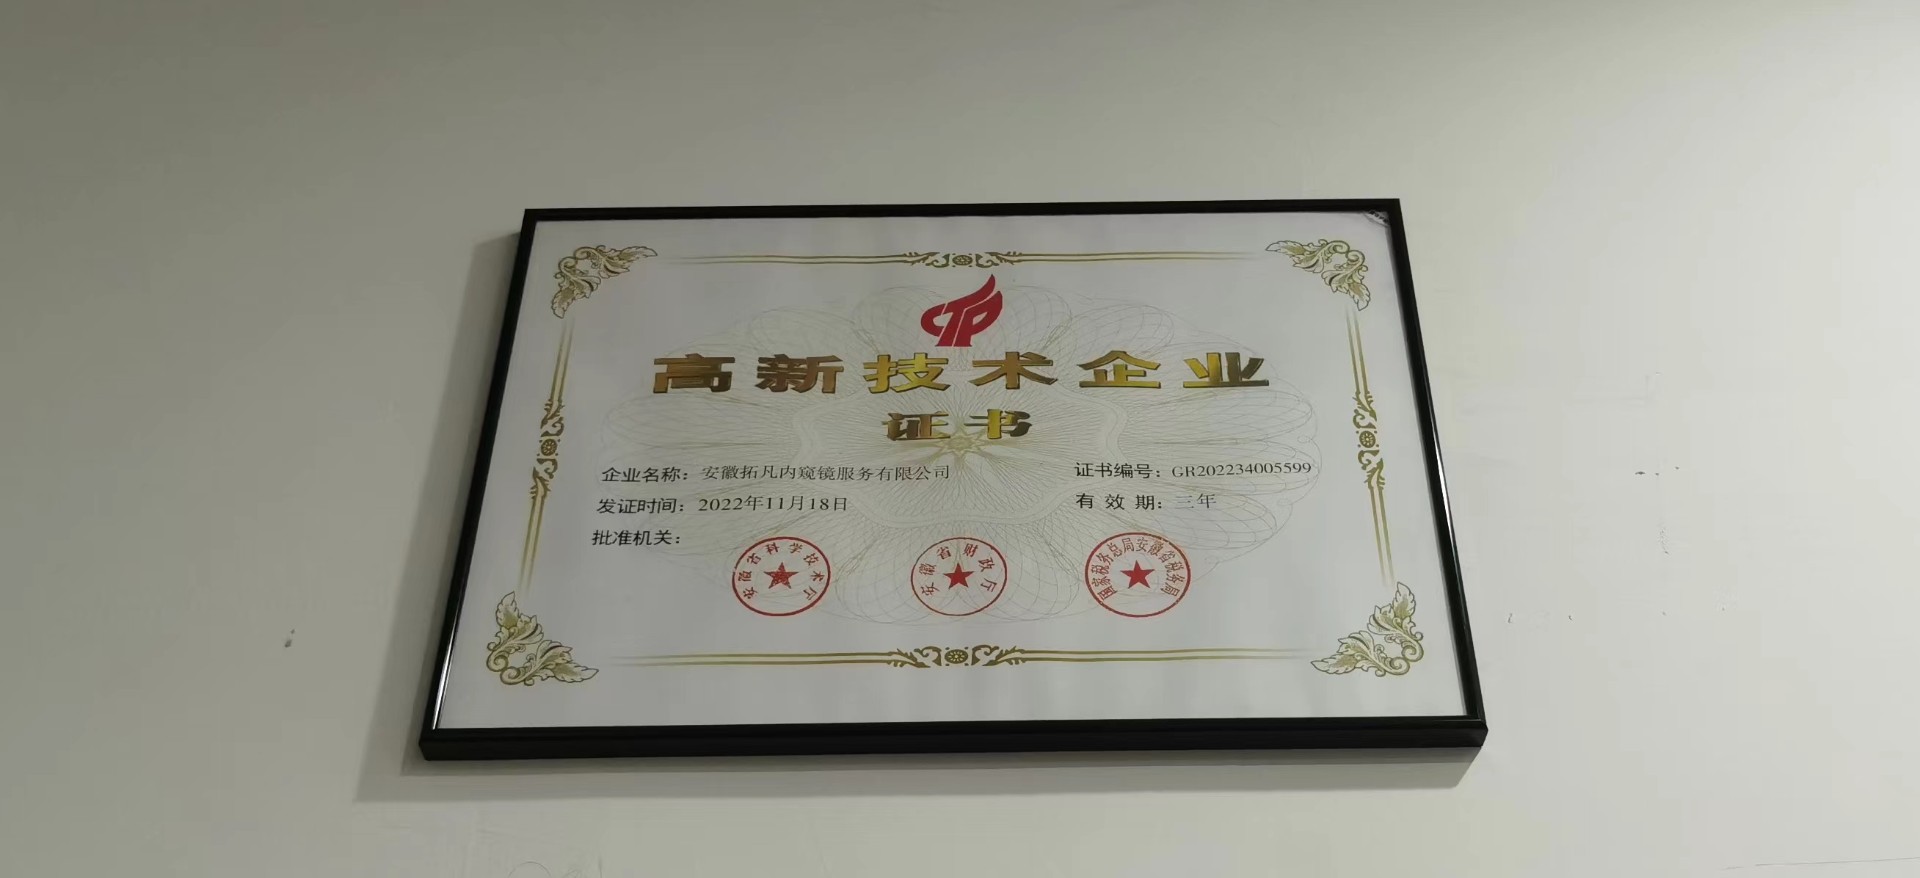 CTP
高新技术企业
证书
企业名称：安徽拓凡内窥镜服务有限公司
证书编号：GR202234005599
发证时间：2022年11月18日
有效期：三年
批准机关：
安徽省科学技术厅
安徽省财政厅
国家税务总局安徽省税务局